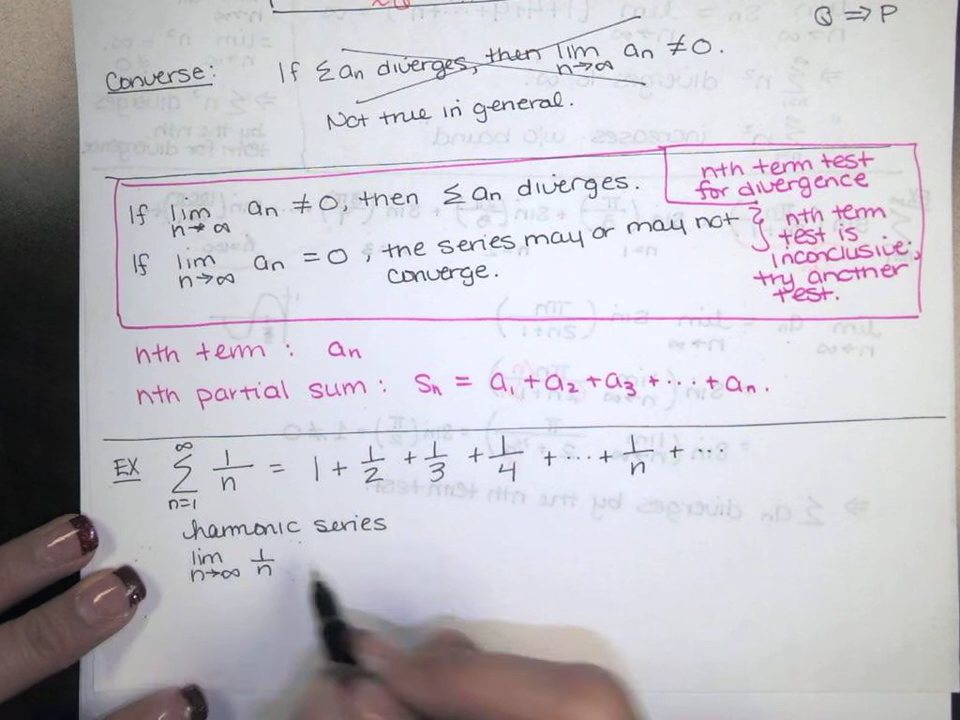 Q ⇒ P
Converse: If Σan diverges, then lim n→∞ an ≠ 0.
Not true in general.
nth term test
for divergence
If lim n→∞ an ≠ 0, then Σ an diverges.
If lim n→∞ an = 0, the series may or may not
converge.
} nth term
test is
inconclusive;
try another
test.
nth term : an
nth partial sum : Sn = a1 + a2 + a3 + ⋯ + an.
EX ∞ Σ n=1 1/n = 1 + 1/2 + 1/3 + 1/4 + ⋯ + 1/n + ⋯
harmonic series
lim n→∞ 1/n